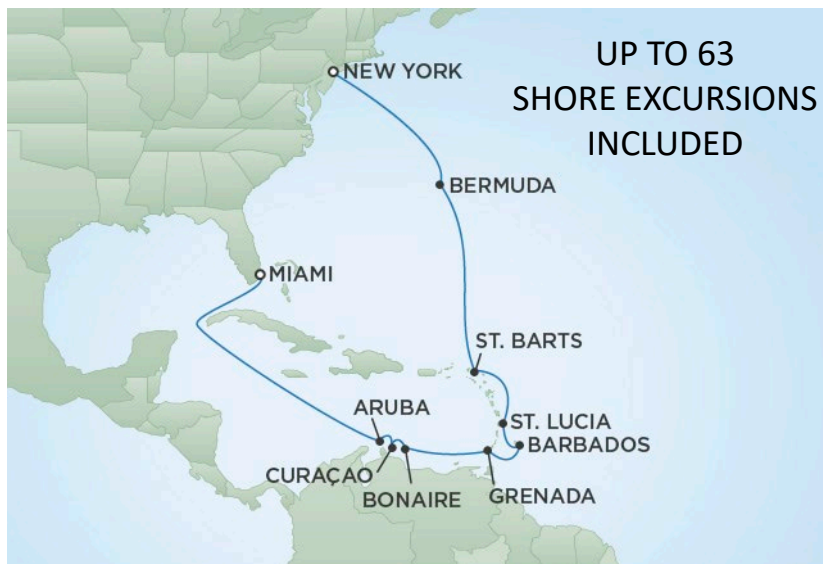 UP TO 63
SHORE EXCURSIONS
INCLUDED
NEW YORK
BERMUDA
MIAMI
ST. BARTS
ARUBA
ST. LUCIA
BARBADOS
CURAÇAO
BONAIRE
GRENADA